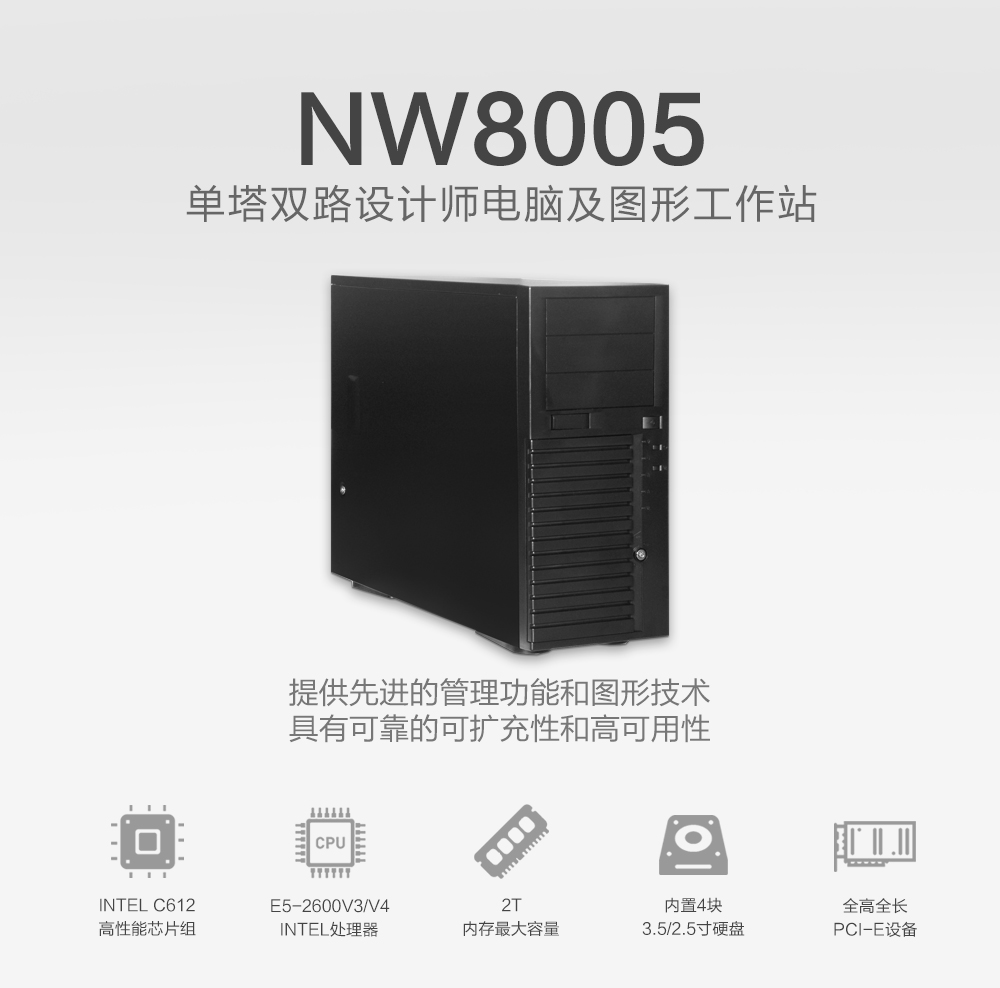 NW8005
单塔双路设计师电脑及图形工作站
提供先进的管理功能和图形技术
具有可靠的可扩充性和高可用性
CPU
INTEL C612
高性能芯片组
E5-2600V3/V4
INTEL处理器
2T
内存最大容量
内置4块
3.5/2.5寸硬盘
全高全长
PCI-E设备